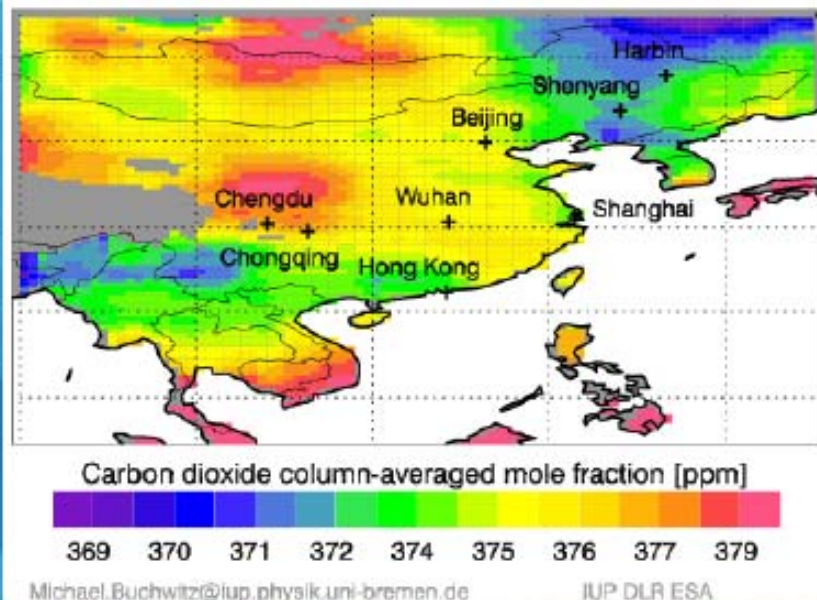 Harbin
Shenyang
Beijing
Chengdu
Wuhan
Shanghai
Chongqing
Hong Kong
Carbon dioxide column-averaged mole fraction [ppm]
369 370 371 372 374 375 376 377 379
Michael.Buchwitz@iup.physik.uni-bremen.de IUP DLR ESA